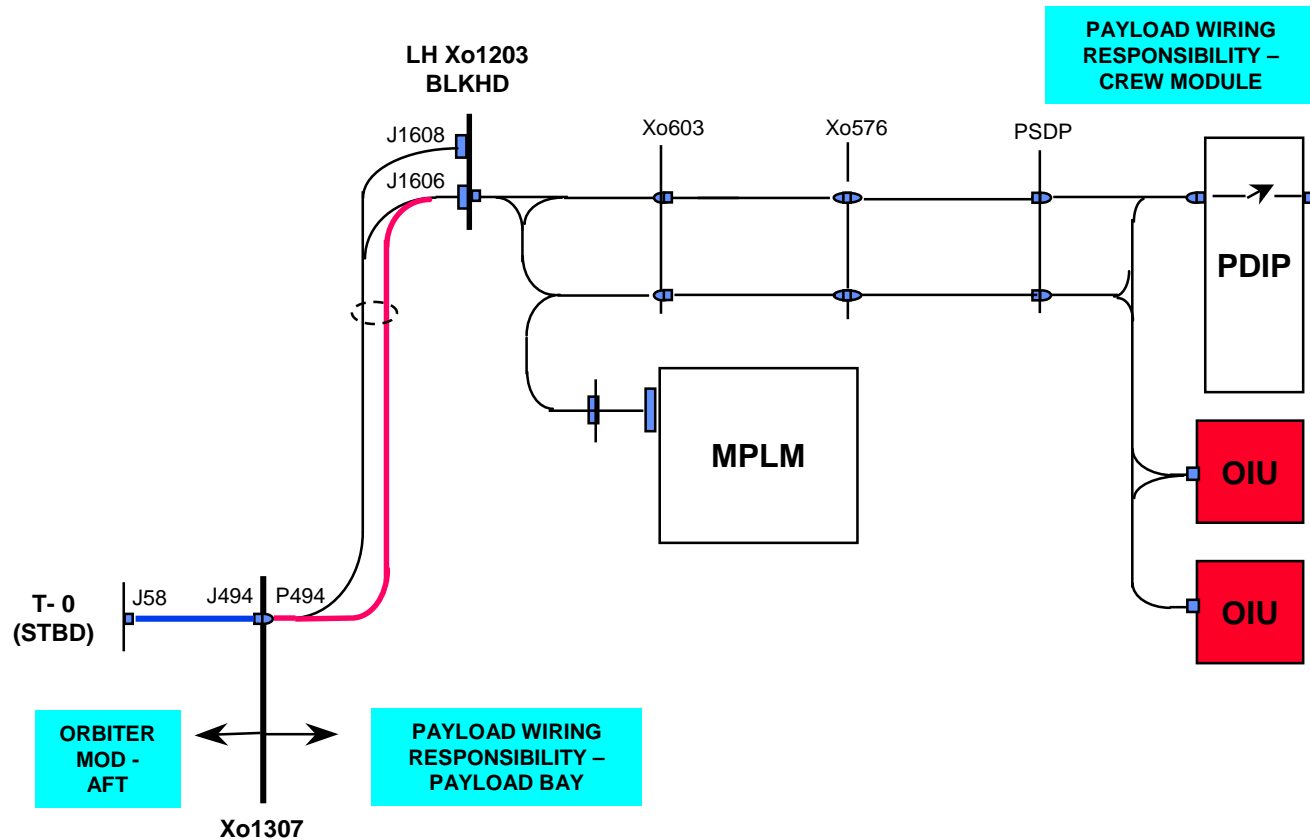 PAYLOAD WIRING
RESPONSIBILITY –
CREW MODULE
LH Xo1203
BLKHD
J1608
J1606
Xo603
Xo576
PSDP
PDIP
MPLM
OIU
OIU
T- 0
(STBD)
J58
J494
P494
ORBITER
MOD -
AFT
PAYLOAD WIRING
RESPONSIBILITY –
PAYLOAD BAY
Xo1307